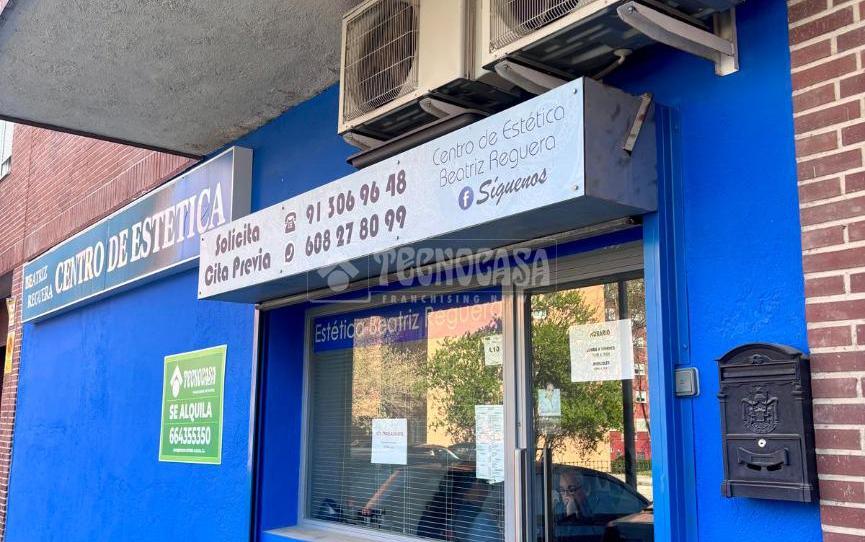 BEATRIZ
REGUERA
CENTRO DE ESTETICA
Solicita
Cita Previa
91 306 96 48
608 27 80 99
Centro de Estética
Beatriz Reguera
f Síguenos
TECNOCASA
FRANCHISING NETWORK
Estética Beatriz Reguera
TECNOCASA
SE ALQUILA
664355350
L10
HORARIO